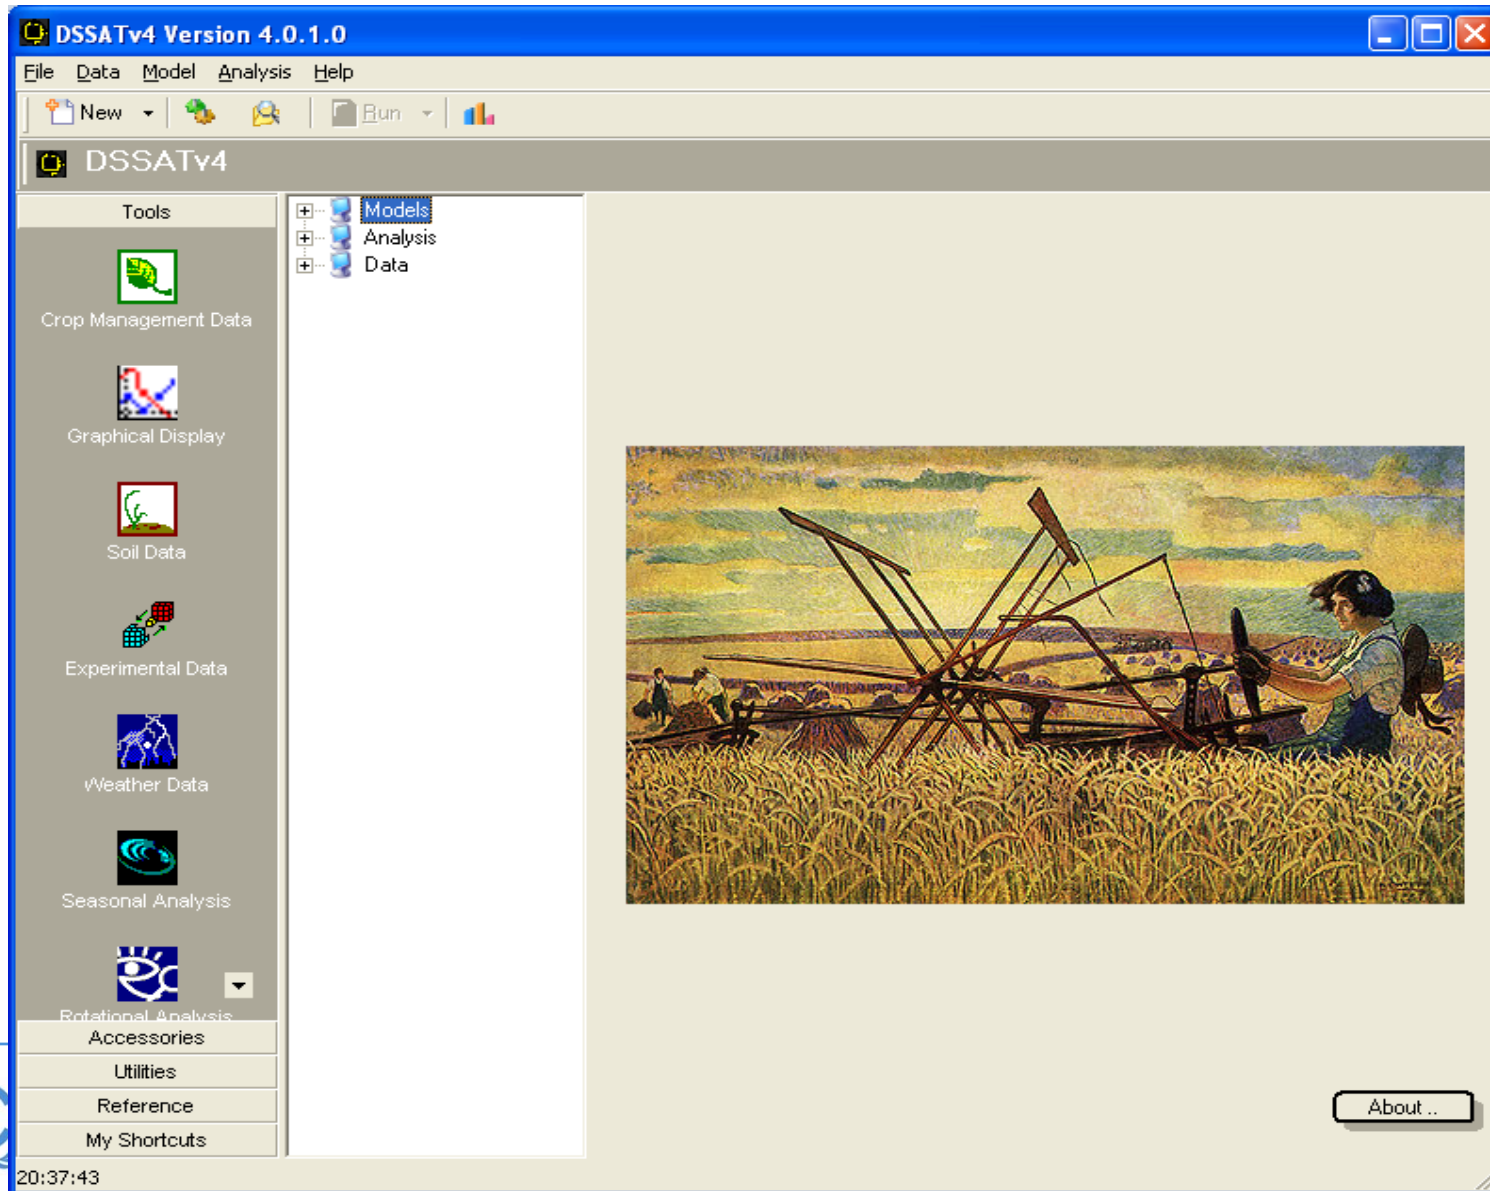 DSSATv4 Version 4.0.1.0
File Data Model Analysis Help
New Run
DSSATv4
Tools
Crop Management Data
Graphical Display
Soil Data
Experimental Data
Weather Data
Seasonal Analysis
Rotational Analysis
Accessories
Utilities
Reference
My Shortcuts
Models
Analysis
Data
About ..
20:37:43